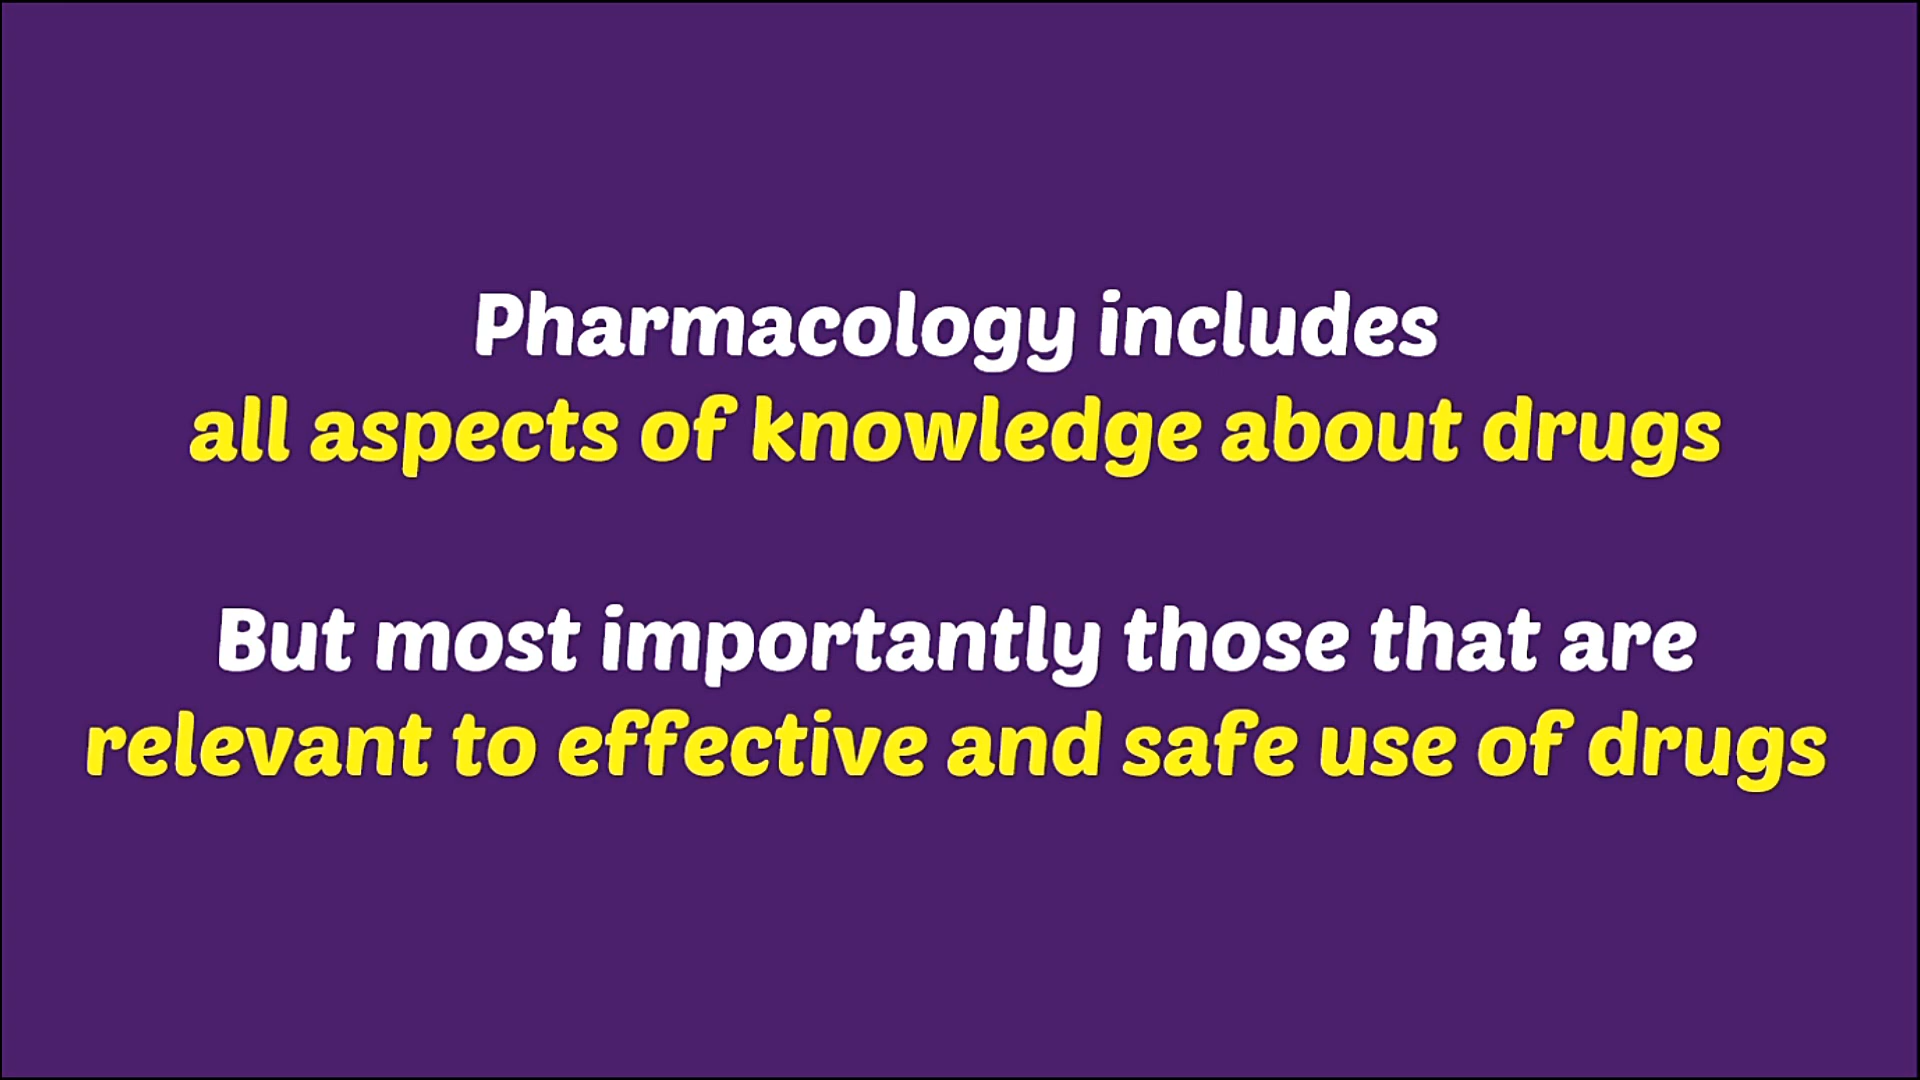 Pharmacology includes
all aspects of knowledge about drugs
But most importantly those that are
relevant to effective and safe use of drugs